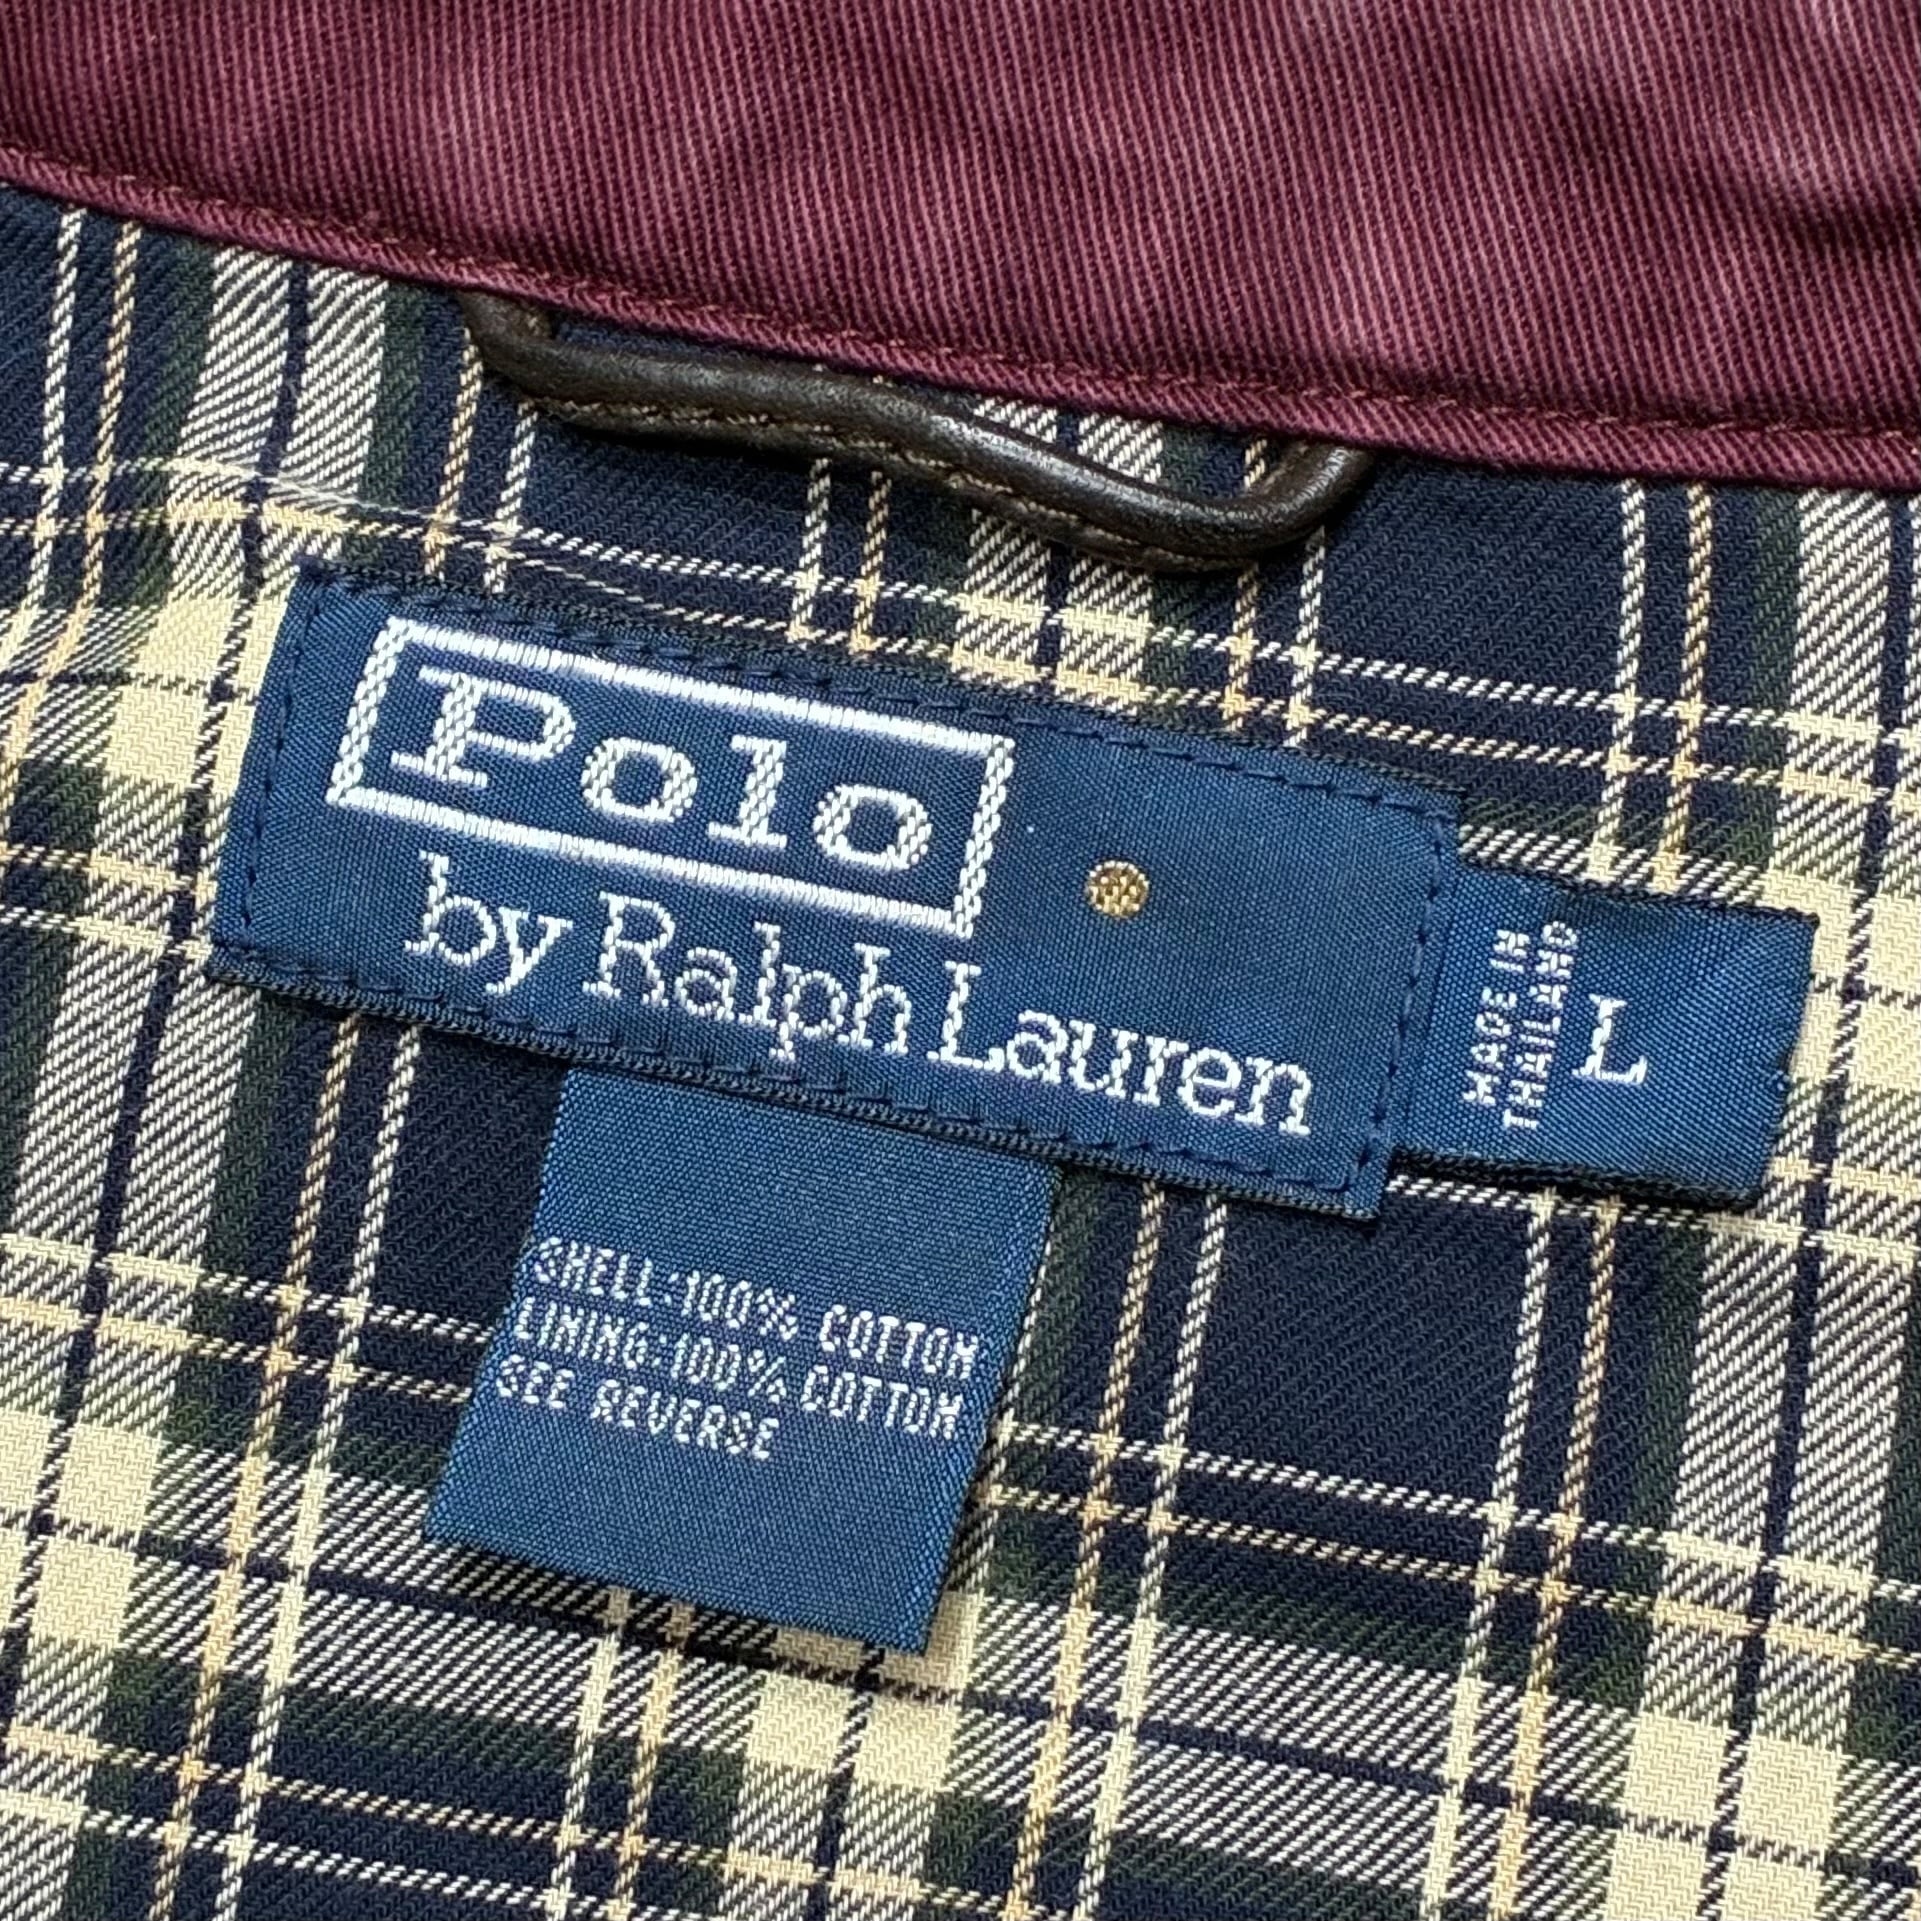 Polo
by Ralph Lauren
MADE IN
THAILAND
L
SHELL:100% COTTON
LINING:100% COTTON
SEE REVERSE